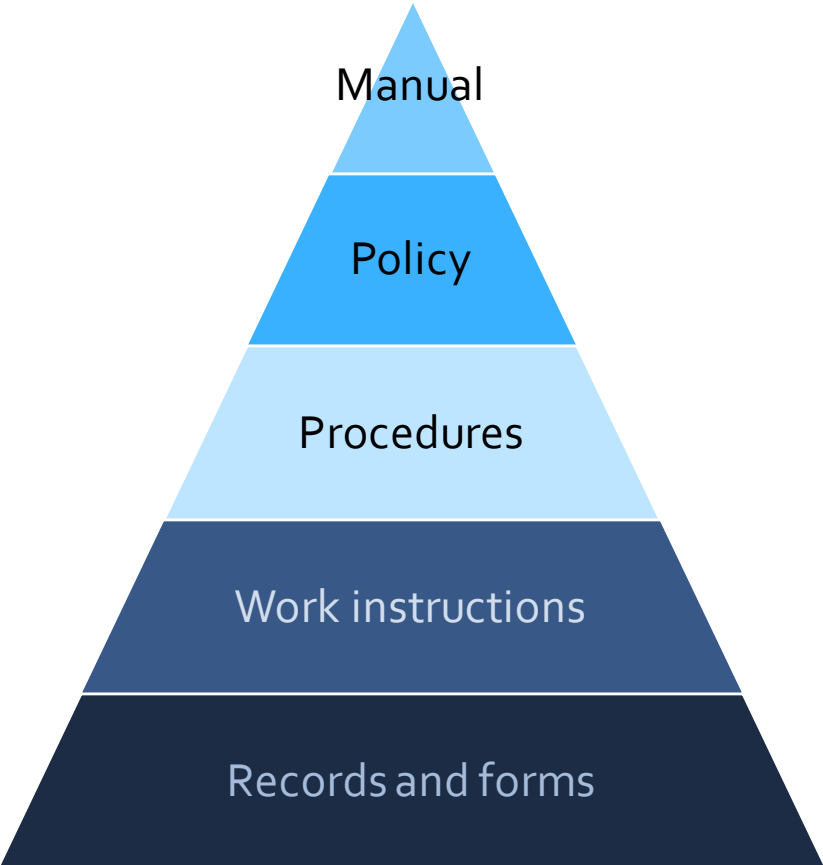 Manual
Policy
Procedures
Work instructions
Records and forms